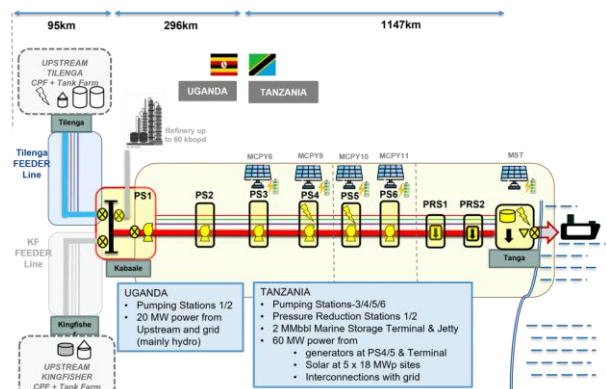 95km
296km
1147km
UPSTREAM
TILENGA
CPF + Tank Farm
UGANDA
TANZANIA
Tilenga
Refinery up
to 60 kbopd
Tilenga
FEEDER
Line
MCPY6
MCPY8
MCPY10
MCPY11
MST
PS1
PS2
PS3
PS4
PS5
PS6
PRS1
PRS2
KF
FEEDER
Line
Kabaale
Tanga
UGANDA
• Pumping Stations 1/2
• 20 MW power from
Upstream and grid
(mainly hydro)
TANZANIA
• Pumping Stations-3/4/5/6
• Pressure Reduction Stations 1/2
• 2 MMbbl Marine Storage Terminal & Jetty
• 60 MW power from
• generators at PS4/5 & Terminal
• Solar at 5 x 18 MWp sites
• Interconnections with grid
Kingfishe
UPSTREAM
KINGFISHER
CPF + Tank Farm